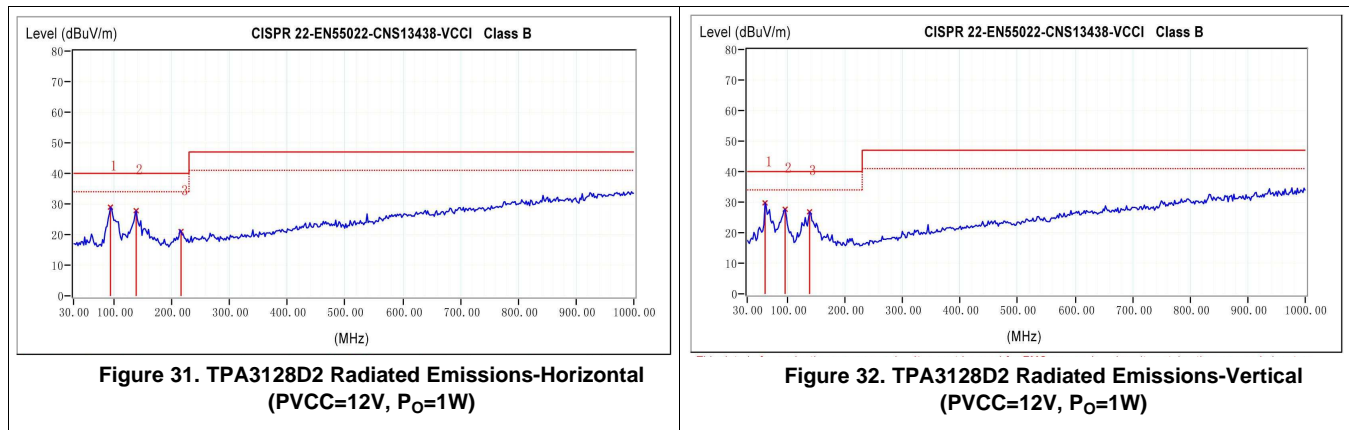 Level (dBuV/m)
CISPR 22-EN55022-CNS13438-VCCI Class B
80
70
60
50
40
30
20
10
0
1
2
3
30.00 100.00 200.00 300.00 400.00 500.00 600.00 700.00 800.00 900.00 1000.00
(MHz)
Figure 31. TPA3128D2 Radiated Emissions-Horizontal
(PVCC=12V, PO=1W)
Level (dBuV/m)
CISPR 22-EN55022-CNS13438-VCCI Class B
80
70
60
50
40
30
20
10
0
1
2
3
30.00 100.00 200.00 300.00 400.00 500.00 600.00 700.00 800.00 900.00 1000.00
(MHz)
Figure 32. TPA3128D2 Radiated Emissions-Vertical
(PVCC=12V, PO=1W)